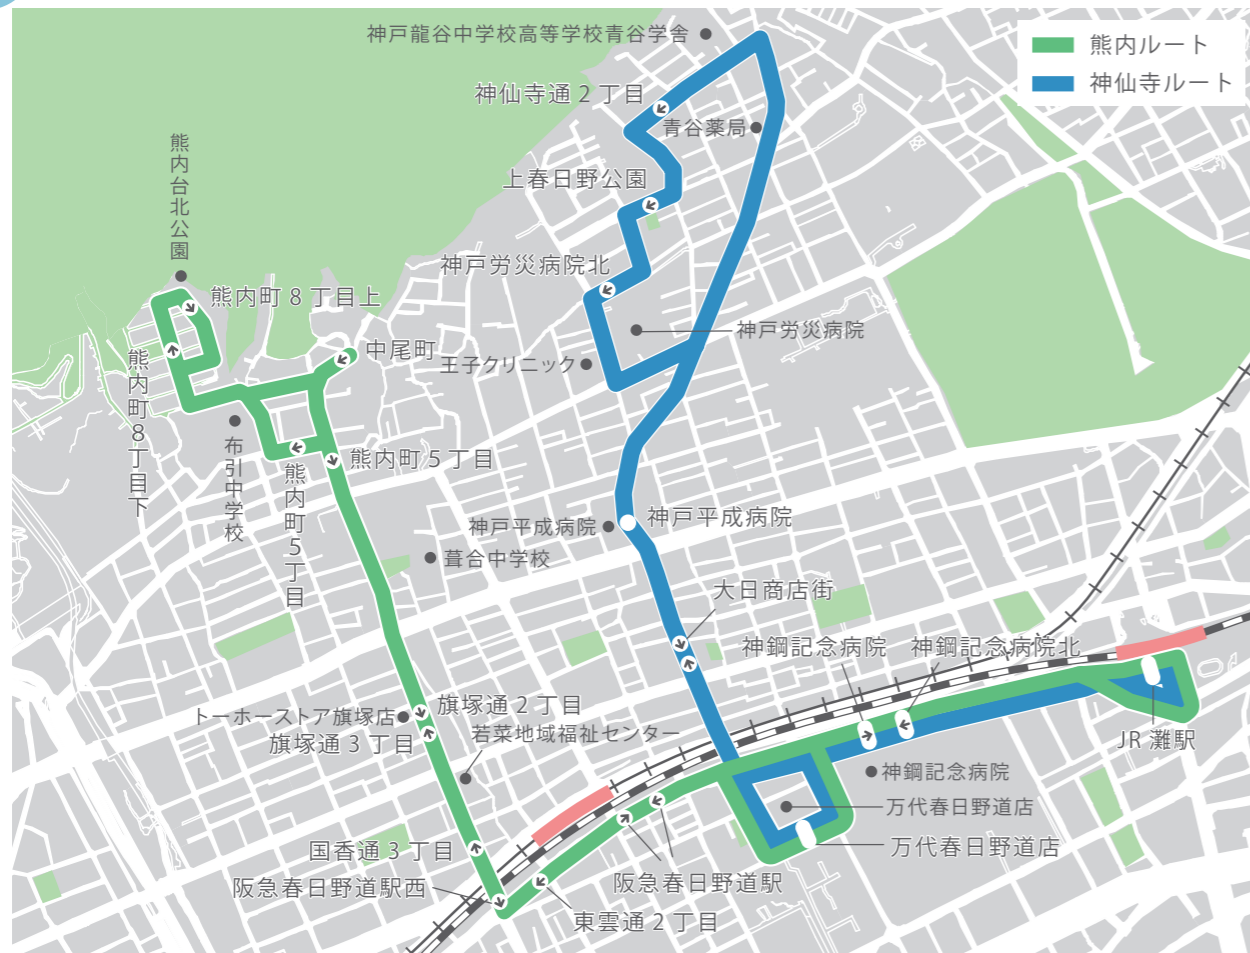 神戸龍谷中学校高等学校青谷学舎
熊内ルート
神仙寺ルート
神仙寺通2丁目
青谷薬局
熊内台北公園
上春日野公園
神戸労災病院北
熊内町8丁目上
神戸労災病院
中尾町
王子クリニック
熊内町8丁目下
布引中学校
熊内町5丁目
熊内町5丁目
神戸平成病院
神戸平成病院
葺合中学校
大日商店街
神鋼記念病院
神鋼記念病院北
旗塚通2丁目
トーホーストア旗塚店
旗塚通3丁目
若菜地域福祉センター
JR灘駅
神鋼記念病院
万代春日野道店
万代春日野道店
国香通3丁目
阪急春日野道駅西
阪急春日野道駅
東雲通2丁目